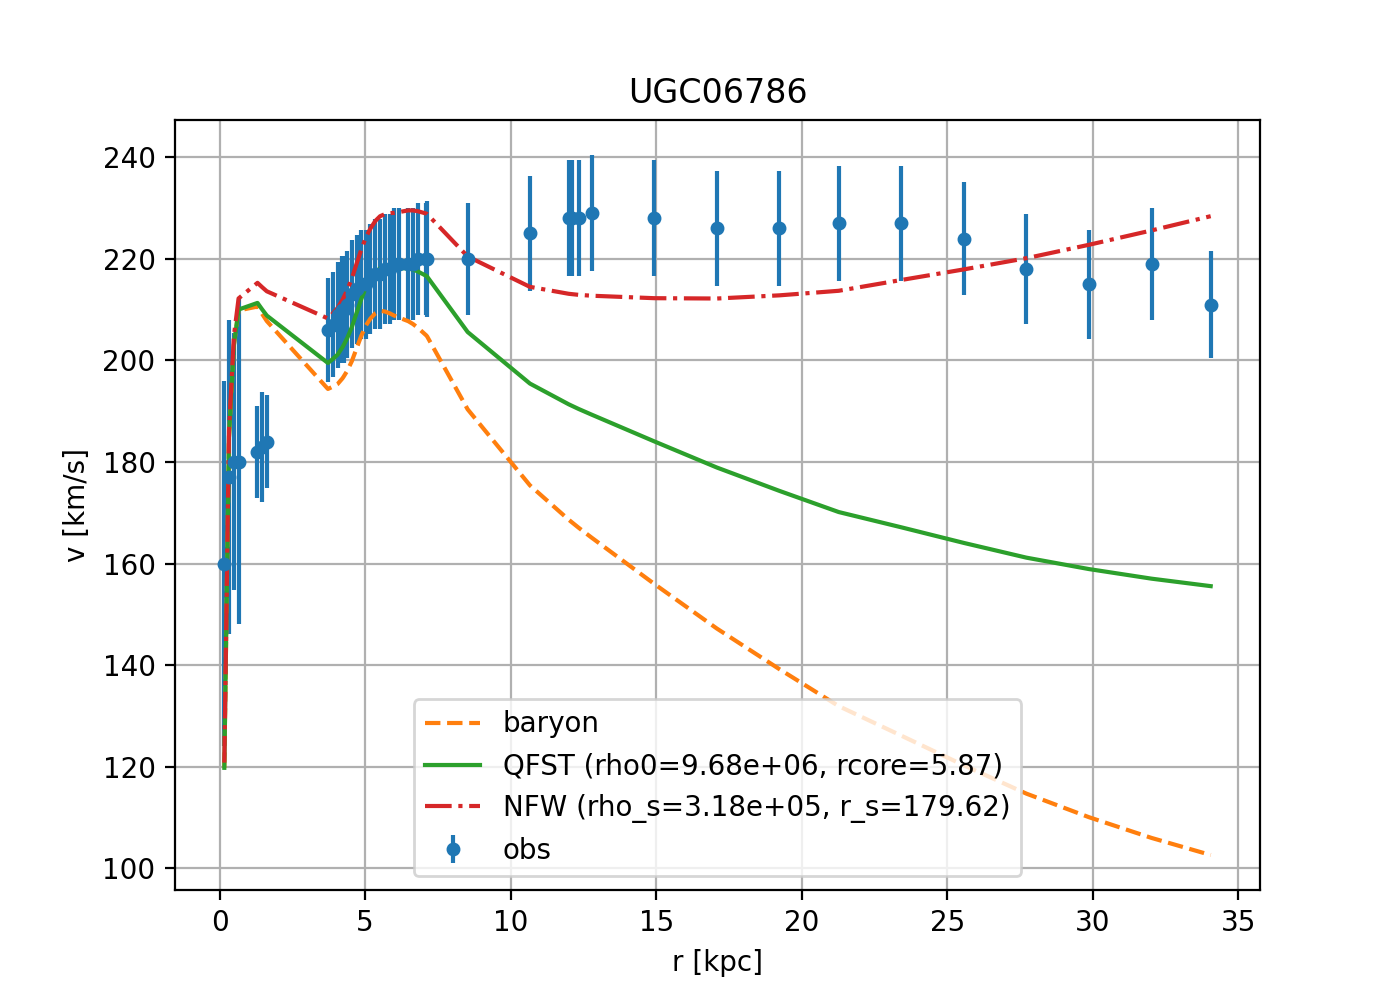 UGC06786
240
220
200
180
160
140
120
100
v [km/s]
baryon
QFST (rho0=9.68e+06, rcore=5.87)
NFW (rho_s=3.18e+05, r_s=179.62)
obs
0 5 10 15 20 25 30 35
r [kpc]